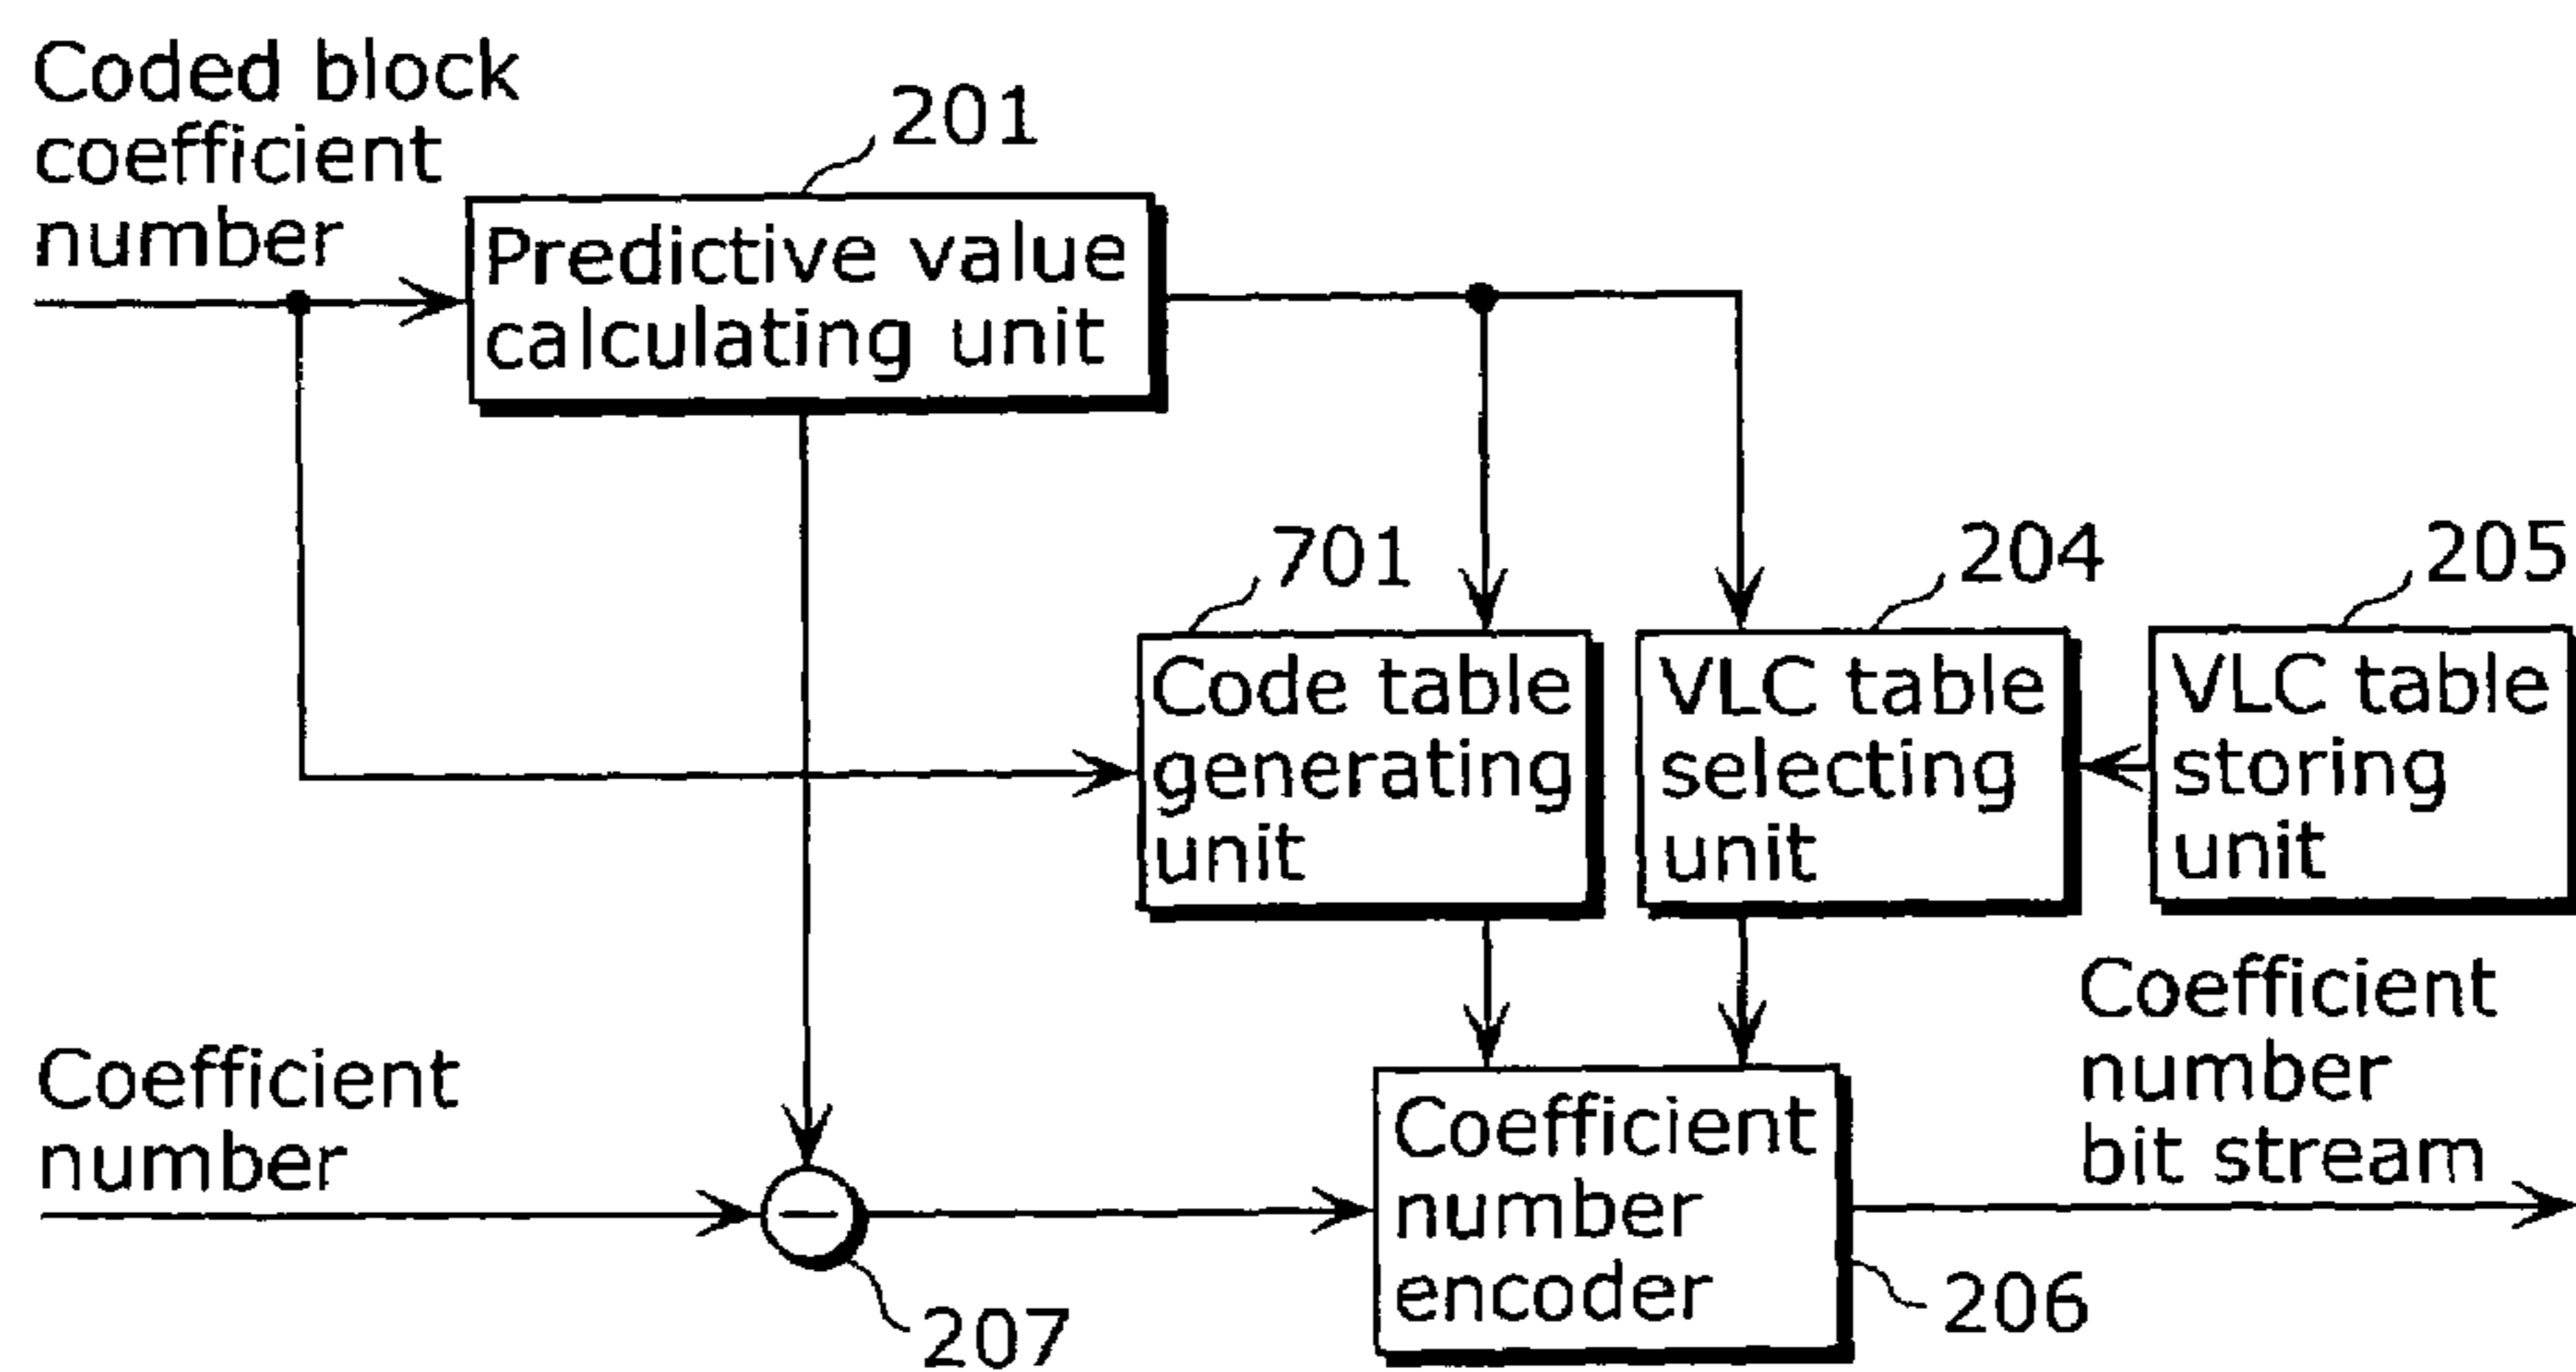 Coded block
coefficient
number
201
Predictive value
calculating unit
701
204
205
Code table
generating
unit
VLC table
selecting
unit
VLC table
storing
unit
Coefficient
number
Coefficient
number
encoder
Coefficient
number
bit stream
207
206